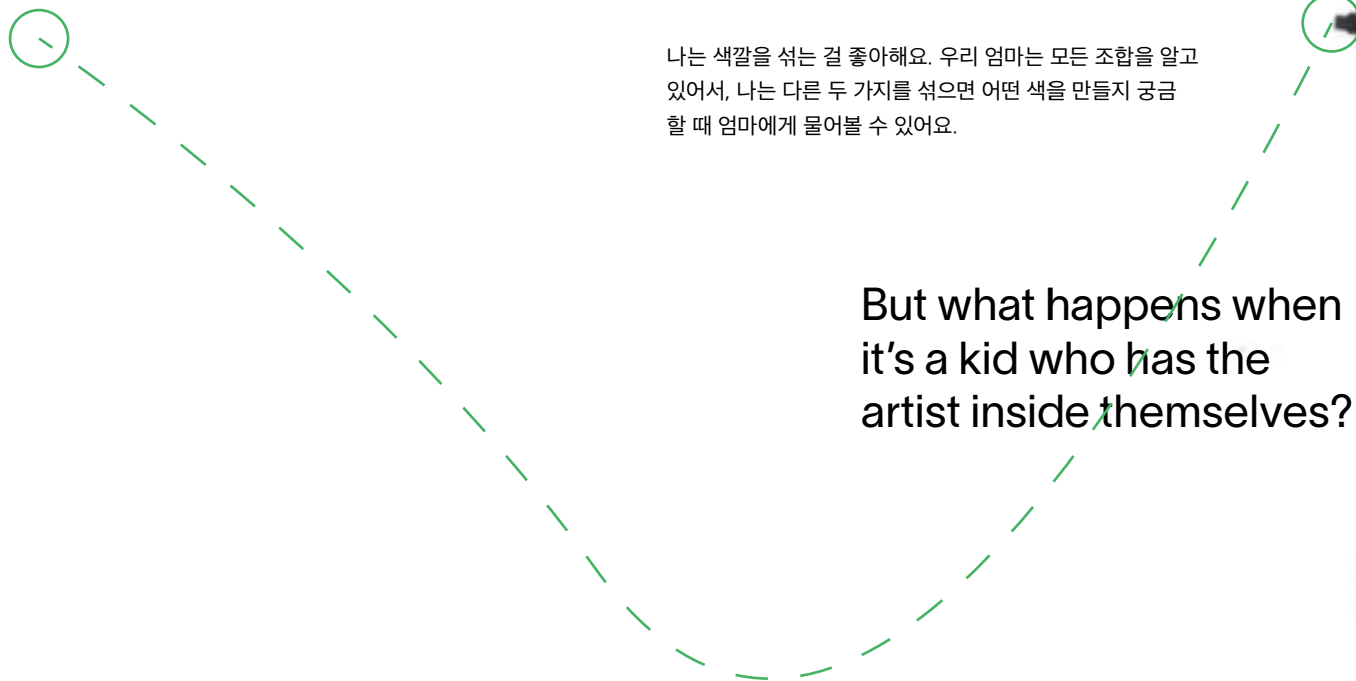 나는 색깔을 섞는 걸 좋아해요. 우리 엄마는 모든 조합을 알고
있어서, 나는 다른 두 가지를 섞으면 어떤 색을 만들지 궁금
할 때 엄마에게 물어볼 수 있어요.
But what happens when
it’s a kid who has the
artist inside themselves?